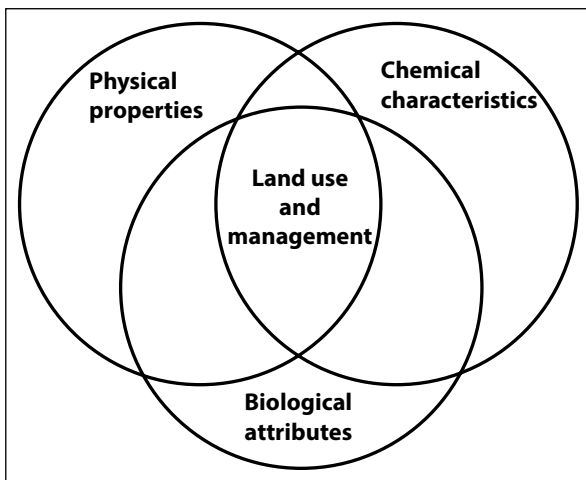 Physical
properties
Chemical
characteristics
Land use
and
management
Biological
attributes